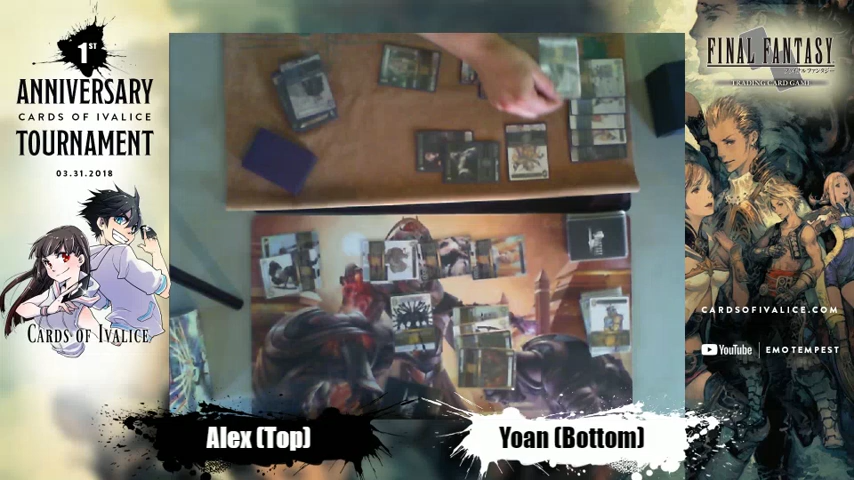 1ST
ANNIVERSARY
CARDS OF IVALICE
TOURNAMENT
03.31.2018
CARDS OF IVALICE
FINAL FANTASY
TRADING CARD GAME
CARDSOFIVALICE.COM
YouTube | EMOTEMPEST
Alex (Top)
Yoan (Bottom)